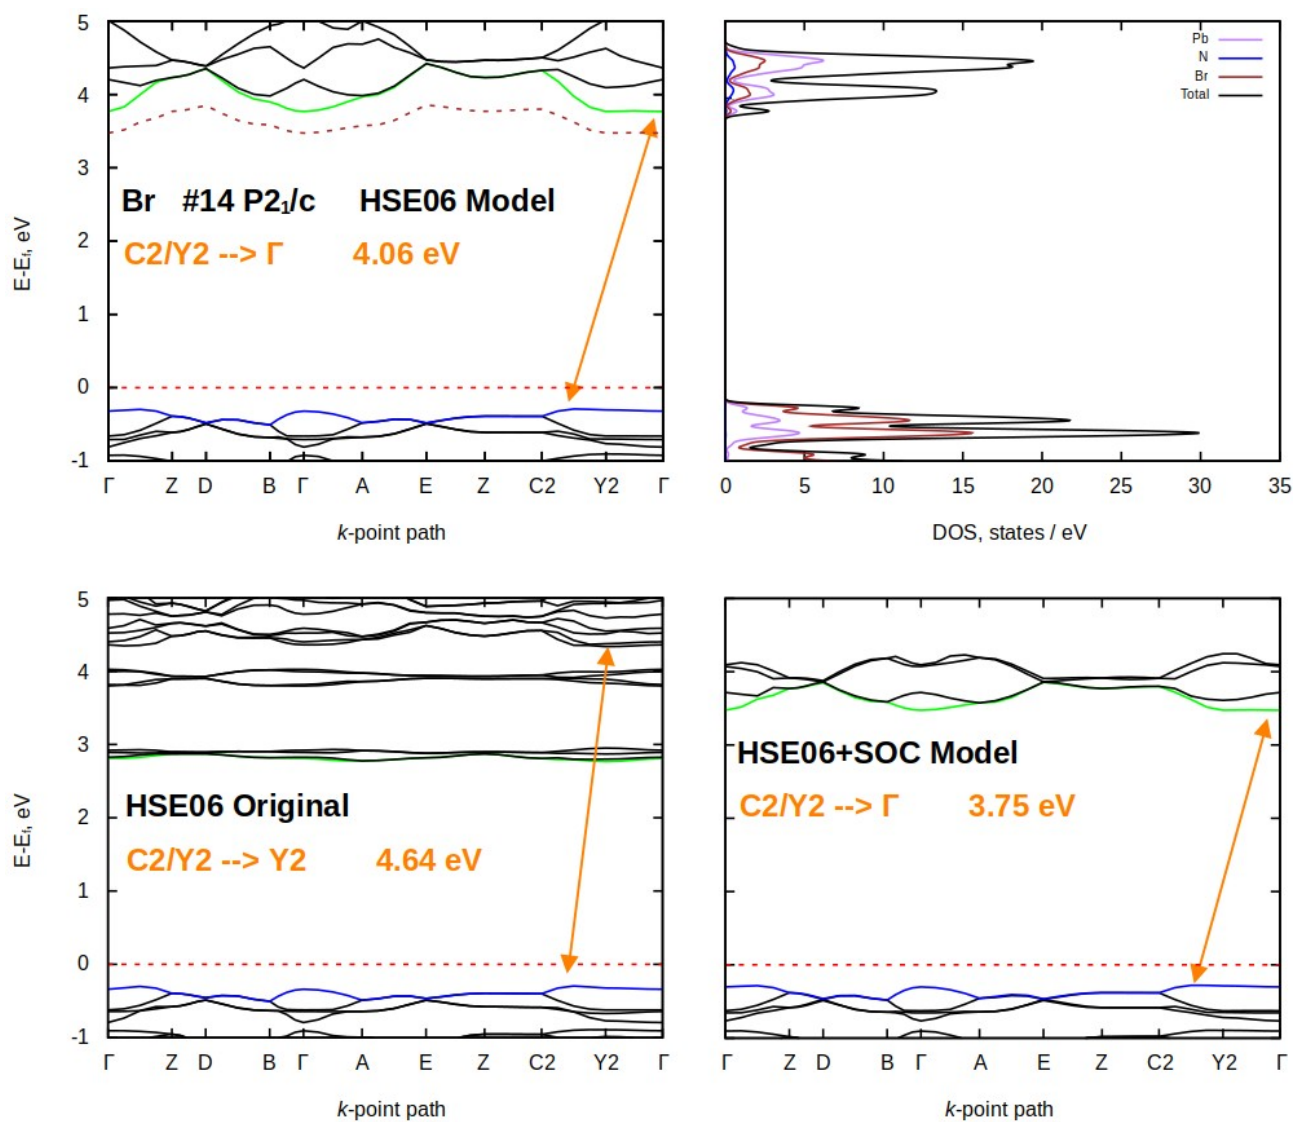 5
4
3
2
1
0
-1
E-Ef, eV
Br #14 P21/c HSE06 Model
C2/Y2 --> Γ 4.06 eV
Γ Z D B Γ A E Z C2 Y2 Γ
k-point path
Pb
N
Br
Total
0 5 10 15 20 25 30 35
DOS, states / eV
5
4
3
2
1
0
-1
E-Ef, eV
HSE06 Original
C2/Y2 --> Y2 4.64 eV
Γ Z D B Γ A E Z C2 Y2 Γ
k-point path
HSE06+SOC Model
C2/Y2 --> Γ 3.75 eV
Γ Z D B Γ A E Z C2 Y2 Γ
k-point path